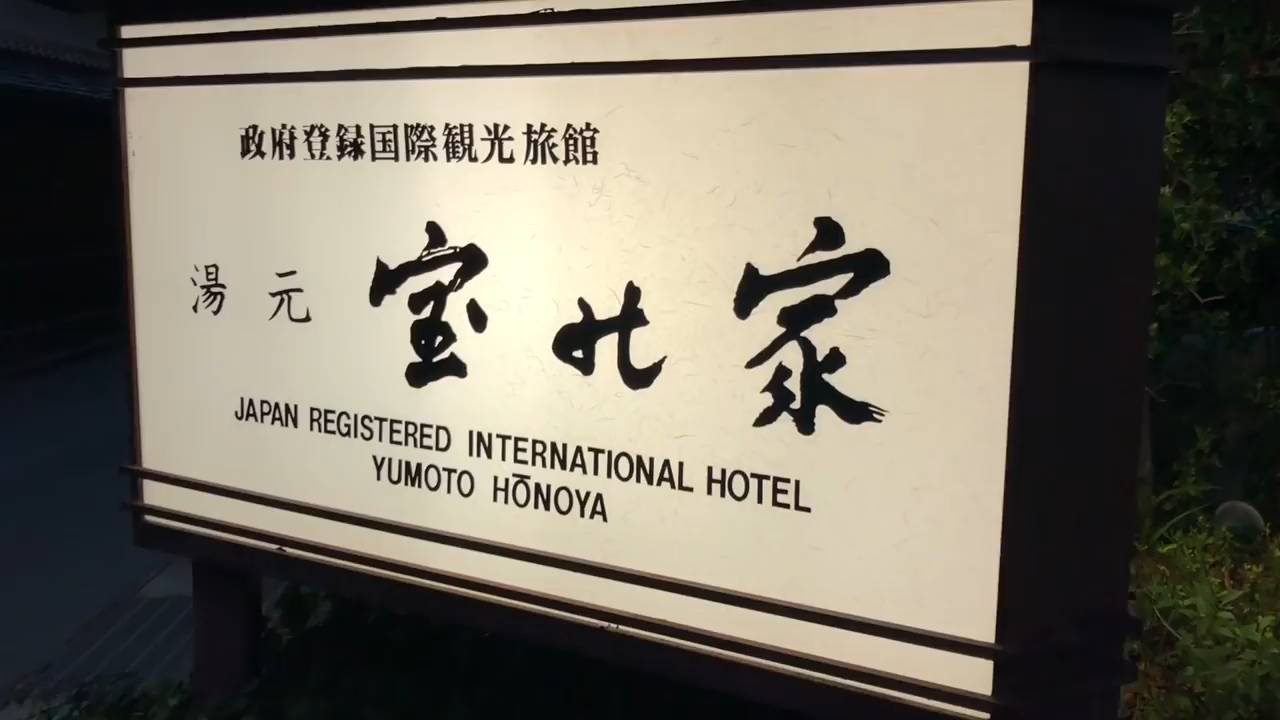 政府登録国際観光旅館
湯元 宝の家
JAPAN REGISTERED INTERNATIONAL HOTEL
YUMOTO HŌNOYA